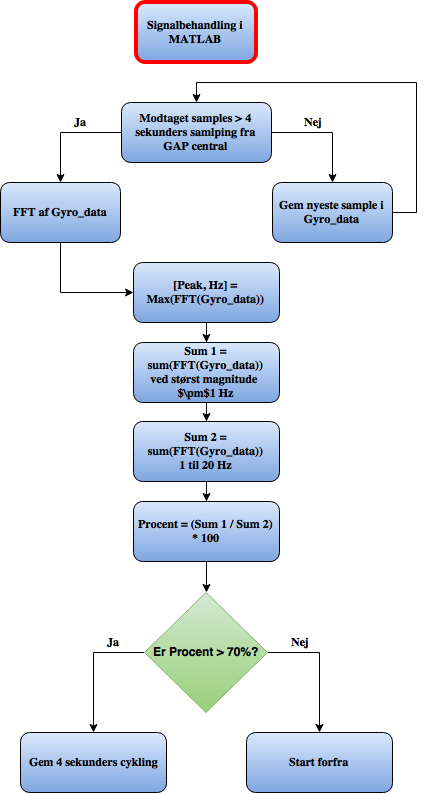 Signalbehandling i
MATLAB
Modtaget samples > 4
sekunders samlping fra
GAP central
Ja
Nej
FFT af Gyro_data
Gem nyeste sample i
Gyro_data
[Peak, Hz] =
Max(FFT(Gyro_data))
Sum 1 =
sum(FFT(Gyro_data))
ved størst magnitude
$\pm$1 Hz
Sum 2 =
sum(FFT(Gyro_data))
1 til 20 Hz
Procent = (Sum 1 / Sum 2)
* 100
Er Procent > 70%?
Ja
Nej
Gem 4 sekunders cykling
Start forfra